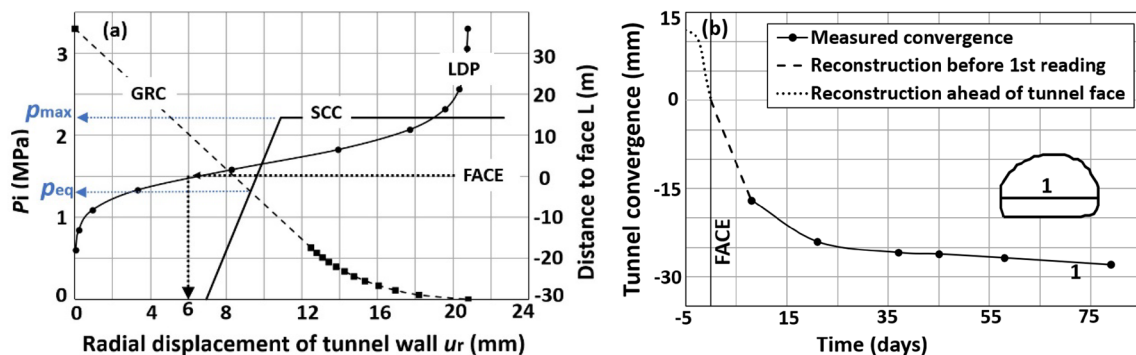 (a)
LDP
GRC
SCC
FACE
pmax
peq
Pi (MPa)
3
2
1
0
Distance to face L (m)
30
20
10
0
-10
-20
-30
0
4
6
8
12
16
20
24
Radial displacement of tunnel wall ur (mm)
(b)
Measured convergence
Reconstruction before 1st reading
Reconstruction ahead of tunnel face
1
1
FACE
Tunnel convergence (mm)
15
0
-15
-30
-5
15
35
55
75
Time (days)